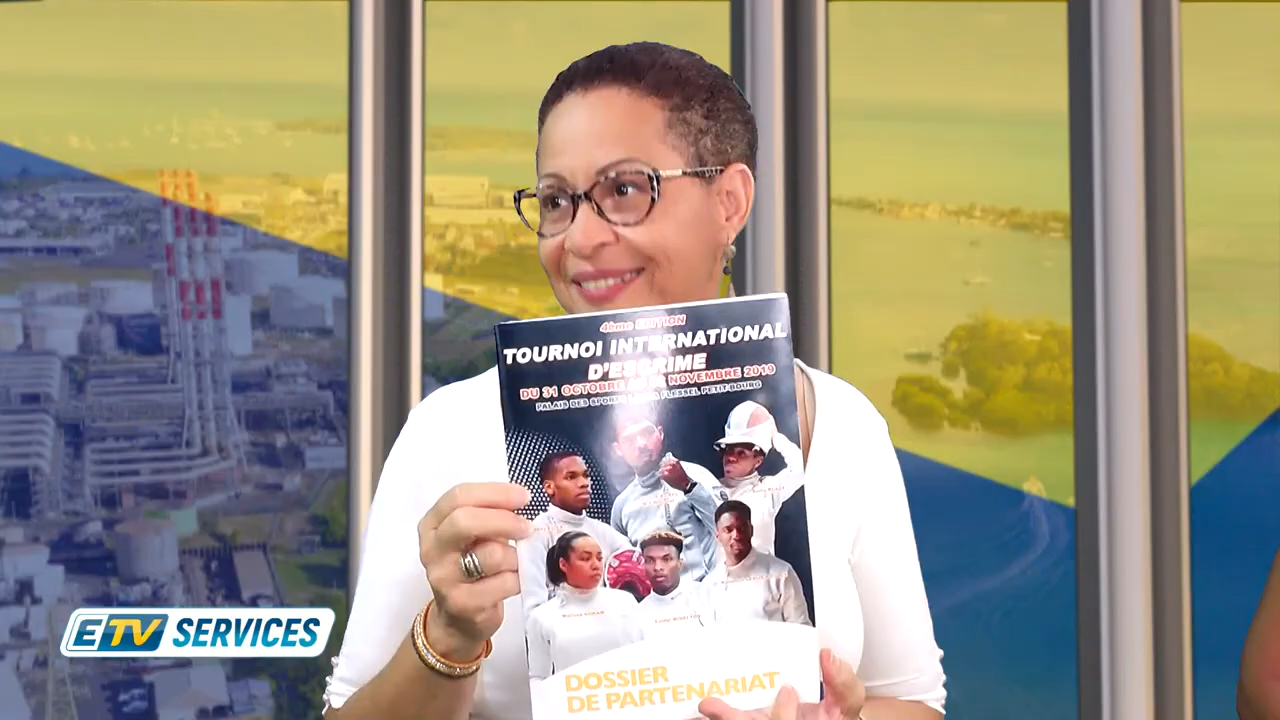 4ème EDITION
TOURNOI INTERNATIONAL
D'ESCRIME
DU 31 OCTOBRE NOVEMBRE 2019
PALAIS DES SPORTS FLESSEL PETIT-BOURG
DOSSIER
DE PARTENARIAT
ETV SERVICES